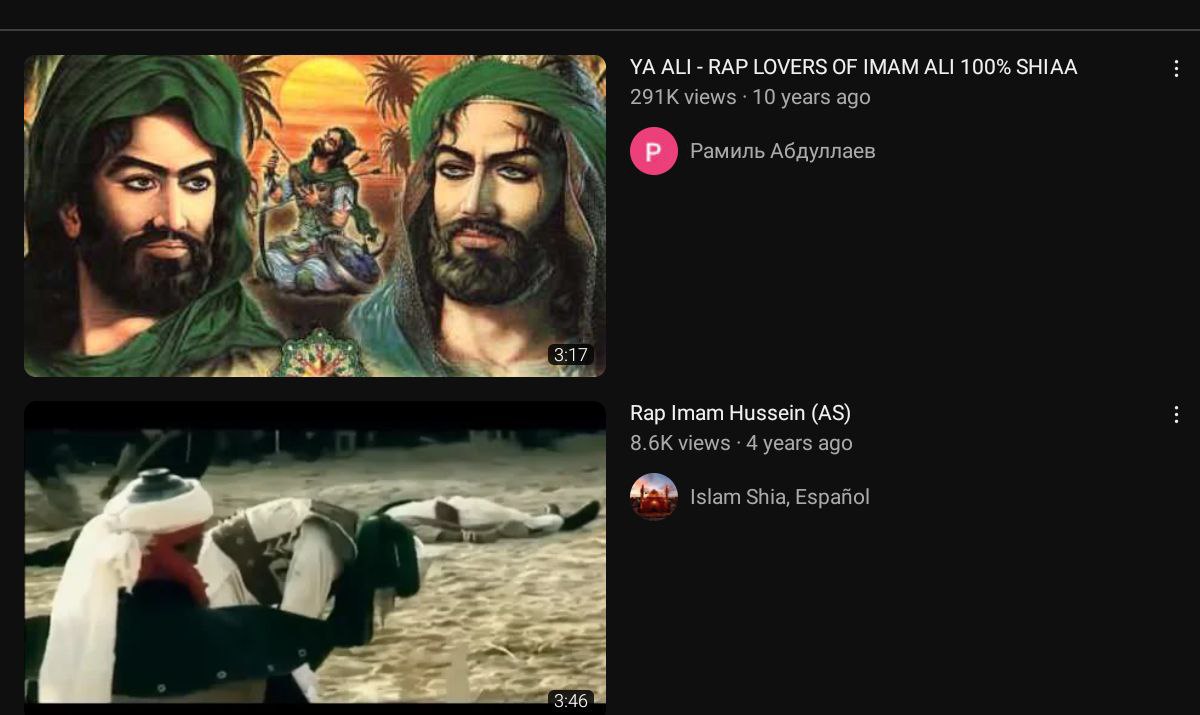 YA ALI - RAP LOVERS OF IMAM ALI 100% SHIAA
291K views · 10 years ago
P
Рамиль Абдуллаев
3:17
Rap Imam Hussein (AS)
8.6K views · 4 years ago
Islam Shia, Español
3:46